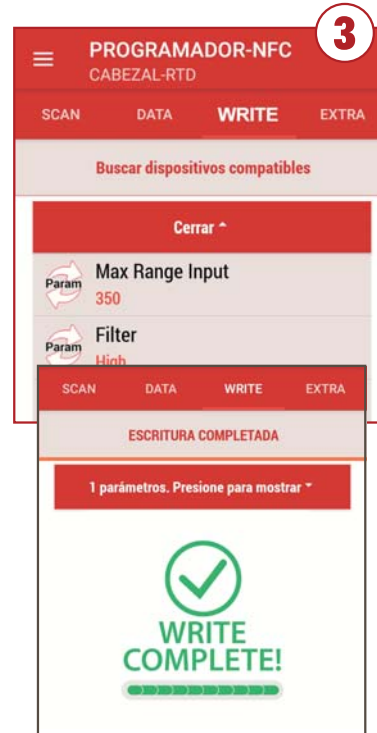 3
PROGRAMADOR-NFC
CABEZAL-RTD
SCAN DATA WRITE EXTRA
Buscar dispositivos compatibles
Cerrar
Param Max Range Input
350
Param Filter
High
SCAN DATA WRITE EXTRA
ESCRITURA COMPLETADA
1 parámetros. Presione para mostrar
WRITE
COMPLETE!